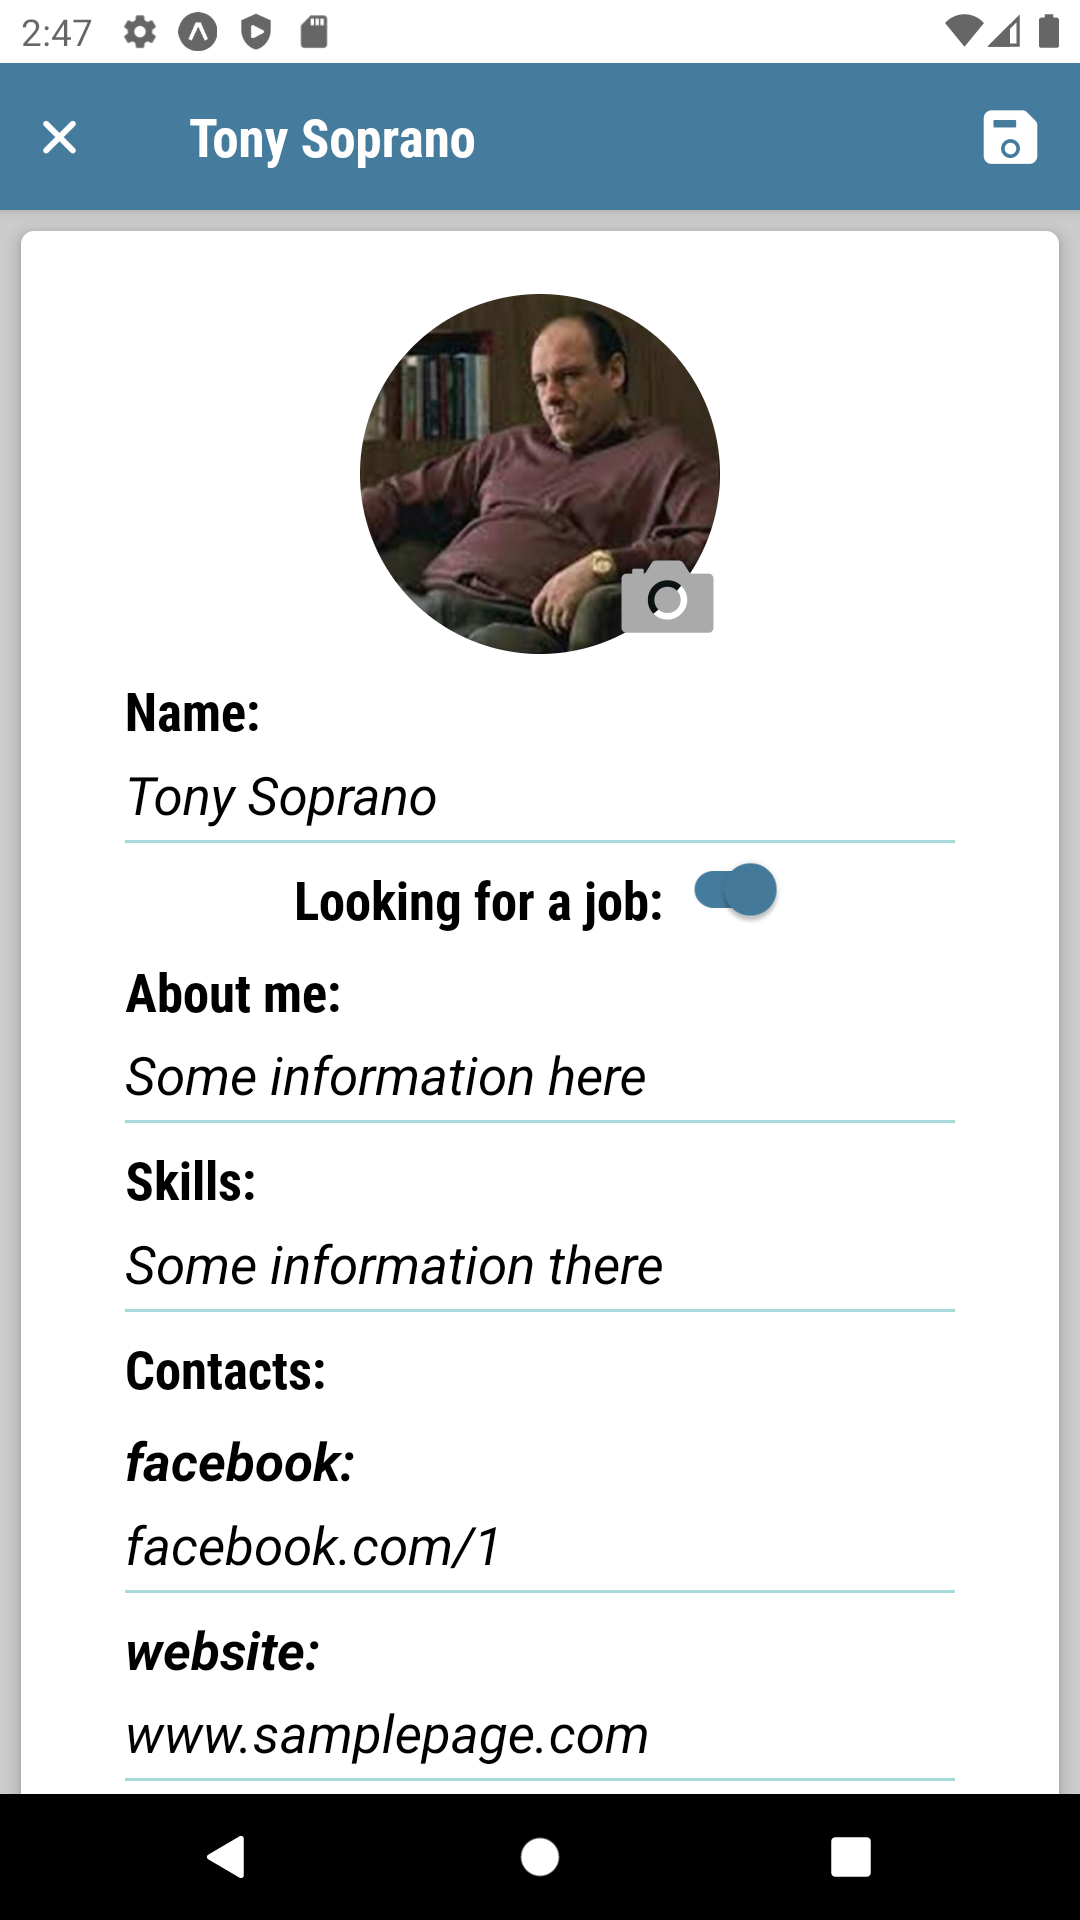 2:47
Tony Soprano
Name:
Tony Soprano
Looking for a job:
About me:
Some information here
Skills:
Some information there
Contacts:
facebook:
facebook.com/1
website:
www.samplepage.com